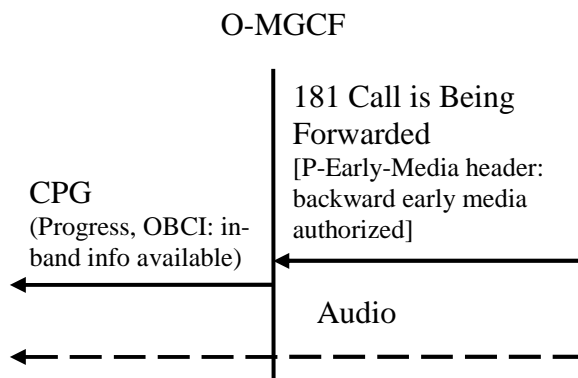 O-MGCF
181 Call is Being
Forwarded
[P-Early-Media header:
backward early media
authorized]
CPG
(Progress, OBCI: in-
band info available)
Audio